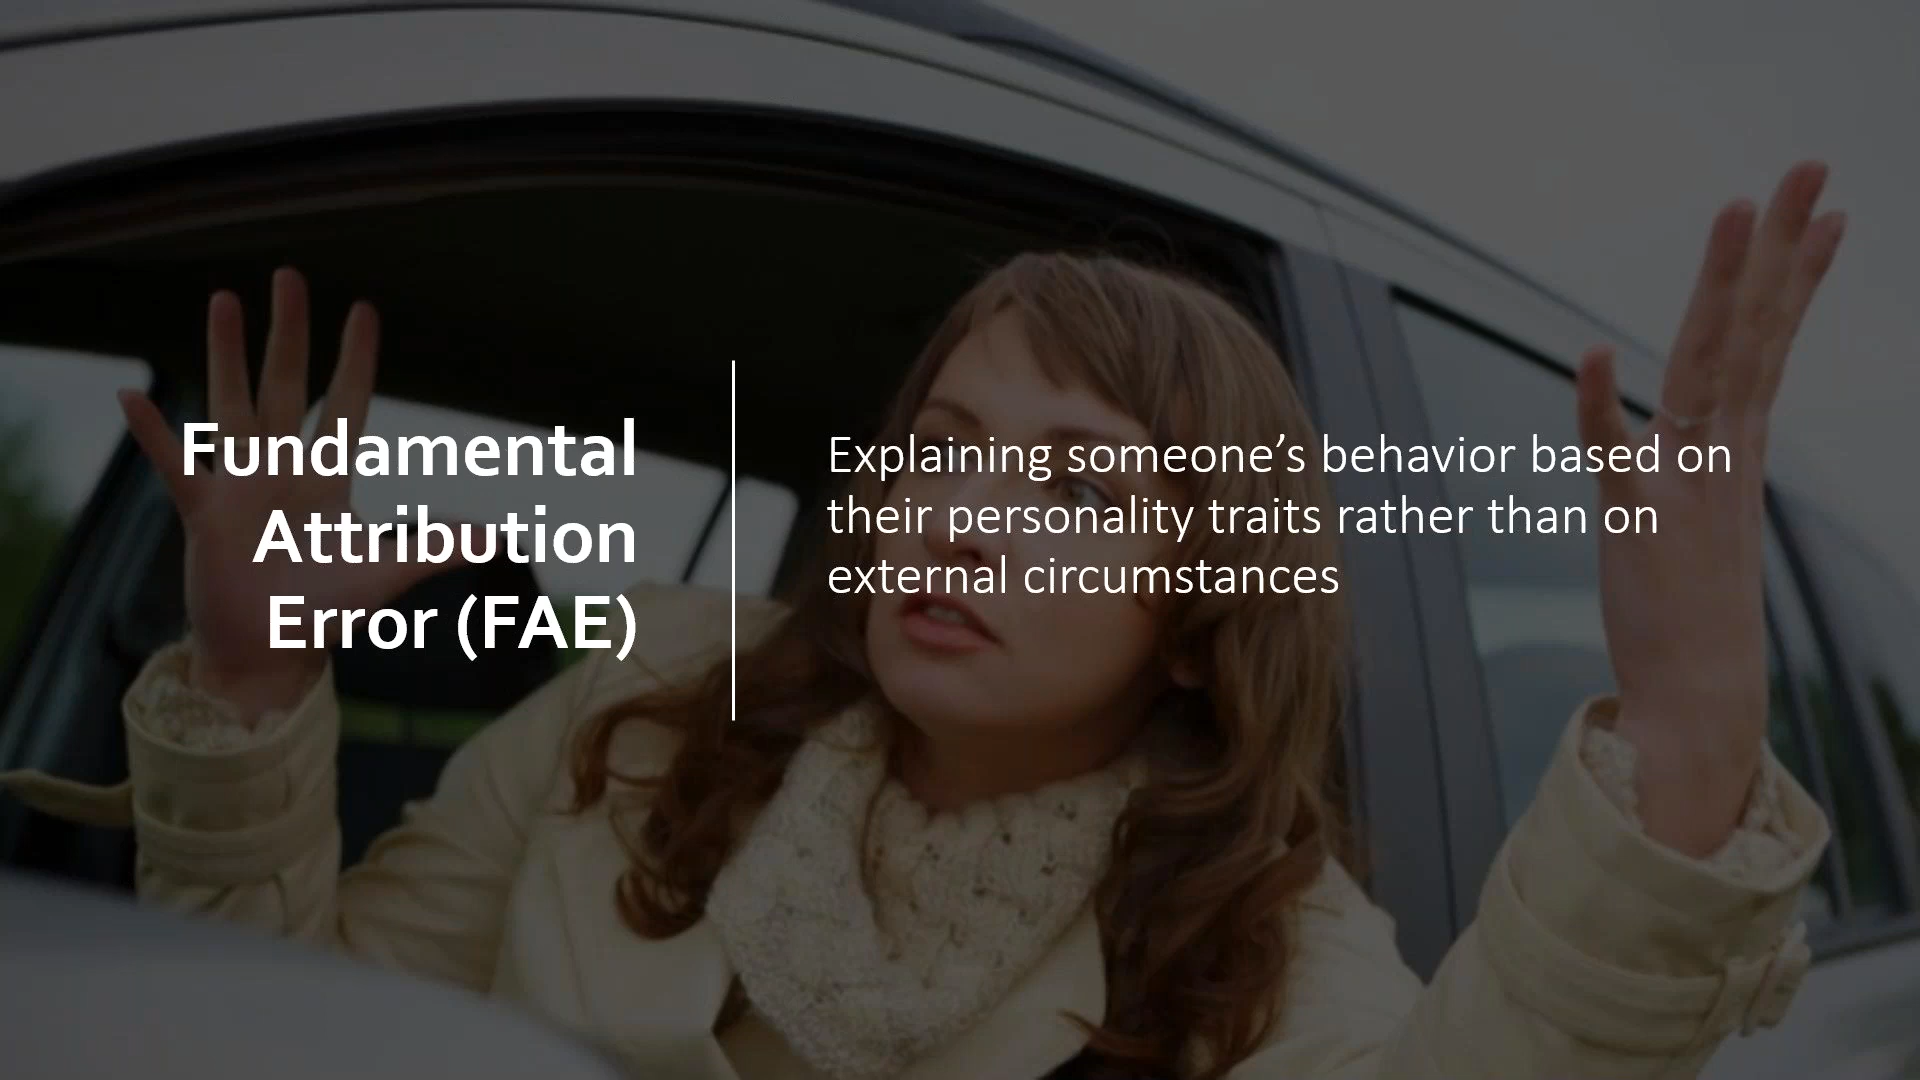 Fundamental
Attribution
Error (FAE)
Explaining someone’s behavior based on
their personality traits rather than on
external circumstances